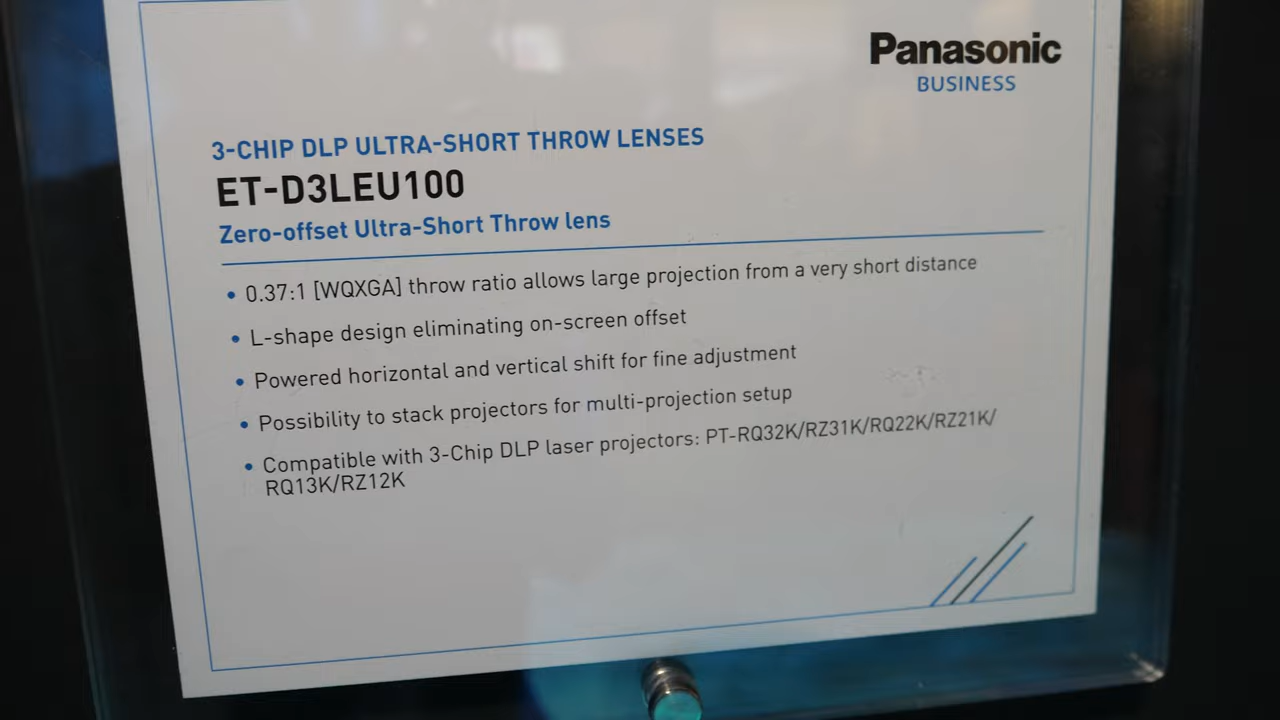 Panasonic
BUSINESS
3-CHIP DLP ULTRA-SHORT THROW LENSES
ET-D3LEU100
Zero-offset Ultra-Short Throw lens
• 0.37:1 [WQXGA] throw ratio allows large projection from a very short distance
• L-shape design eliminating on-screen offset
• Powered horizontal and vertical shift for fine adjustment
• Possibility to stack projectors for multi-projection setup
• Compatible with 3-Chip DLP laser projectors: PT-RQ32K/RZ31K/RQ22K/RZ21K/
RQ13K/RZ12K